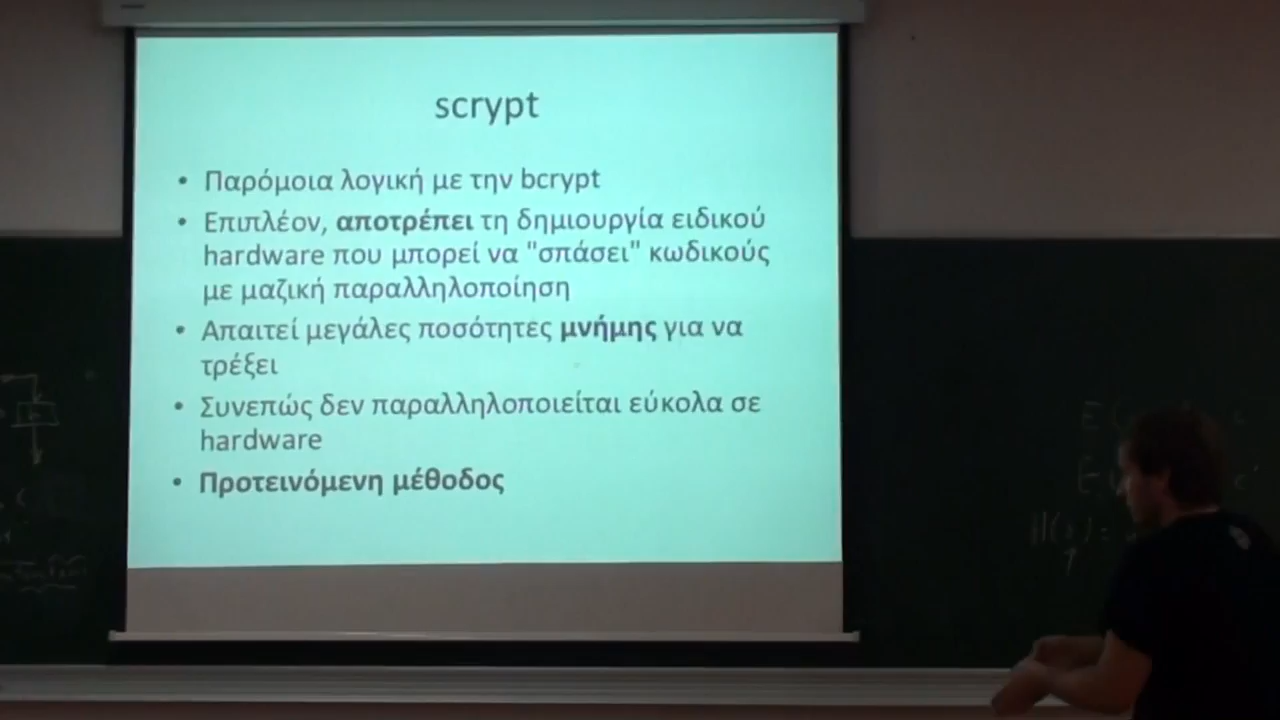 scrypt
• Παρόμοια λογική με την bcrypt
• Επιπλέον, αποτρέπει τη δημιουργία ειδικού
hardware που μπορεί να "σπάσει" κωδικούς
με μαζική παραλληλοποίηση
• Απαιτεί μεγάλες ποσότητες μνήμης για να
τρέξει
• Συνεπώς δεν παραλληλοποιείται εύκολα σε
hardware
• Προτεινόμενη μέθοδος